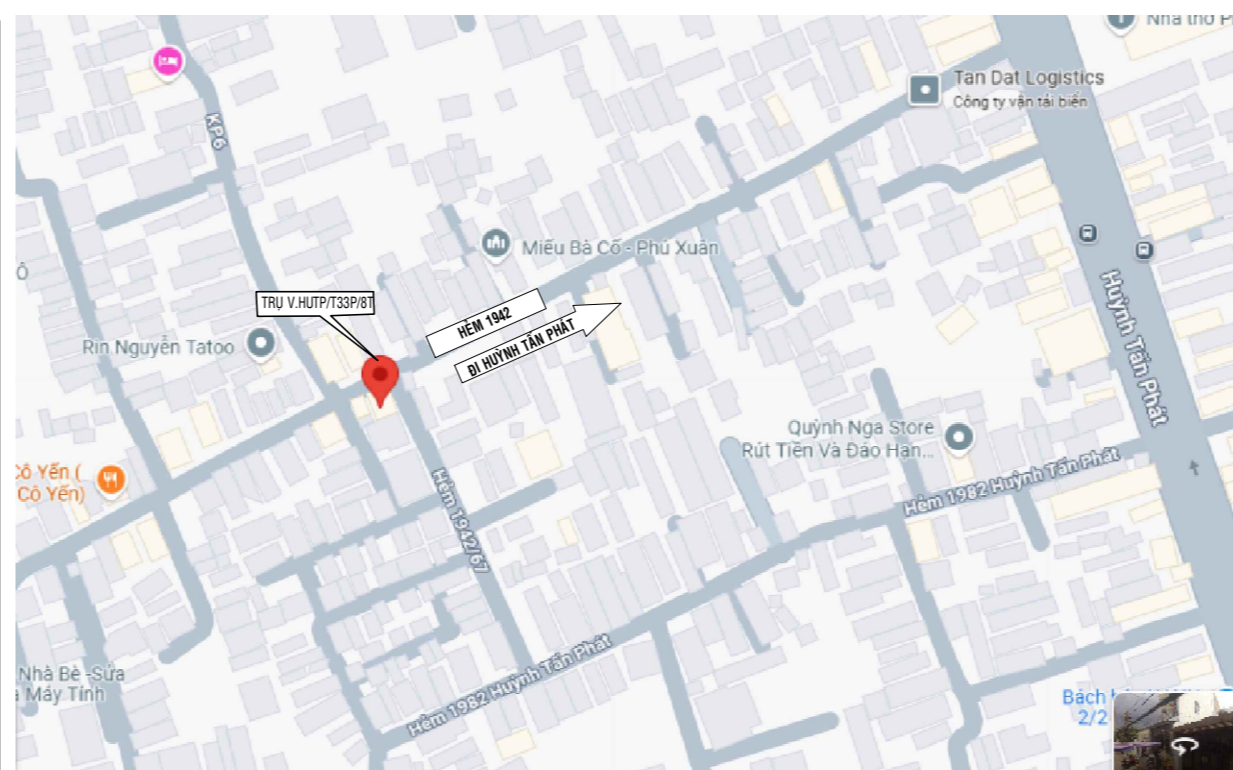 Nhà thờ P
Tan Dat Logistics
Công ty vận tải biển
KP6
Miếu Bà Cố - Phú Xuân
TRỤ V.HUTP/T33P/8T
HẺM 1942
ĐI HUỲNH TẤN PHÁT
Rin Nguyễn Tatoo
Huỳnh Tấn Phát
Quỳnh Nga Store
Rút Tiền Và Đáo Hạn...
Cô Yến (
Cô Yến)
Hẻm 1942/67
Hẻm 1982 Huỳnh Tấn Phát
Hẻm 1982 Huỳnh Tấn Phát
Nhà Bè -Sửa
Máy Tính
Bách
2/2